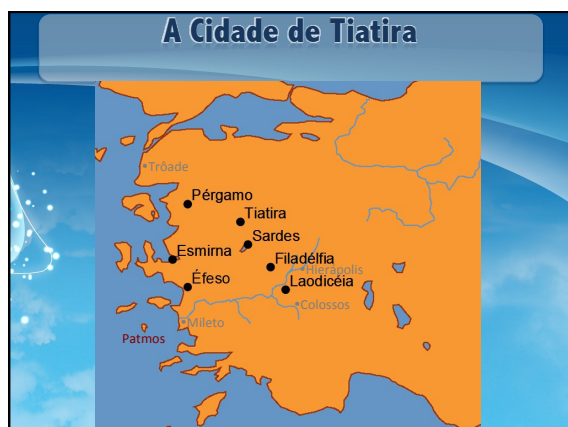 A Cidade de Tiatira
Trôade
Pérgamo
Tiatira
Sardes
Esmirna
Filadélfia
Hierápolis
Éfeso
Laodicéia
Colossos
Mileto
Patmos